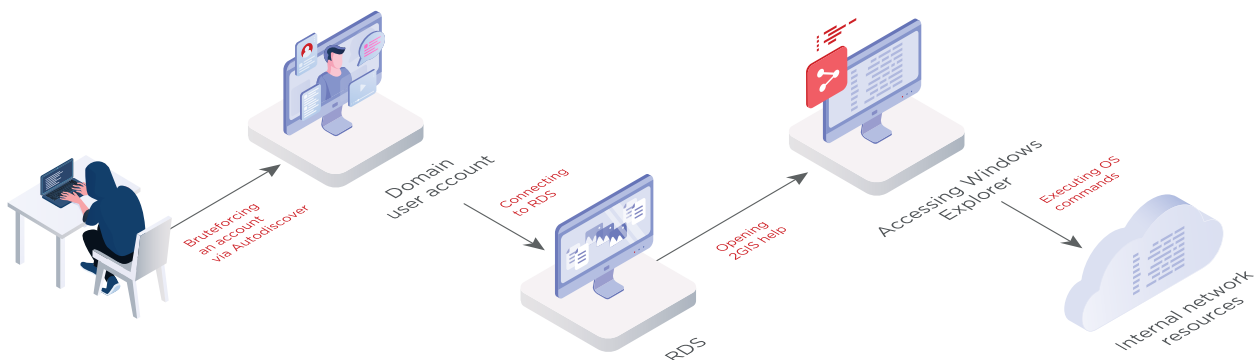 Bruteforcing
an account
via Autodiscover
Domain
user account
Connecting
to RDS
RDS
Opening
2GIS help
Accessing Windows
Explorer
Executing OS
commands
Internal network
resources